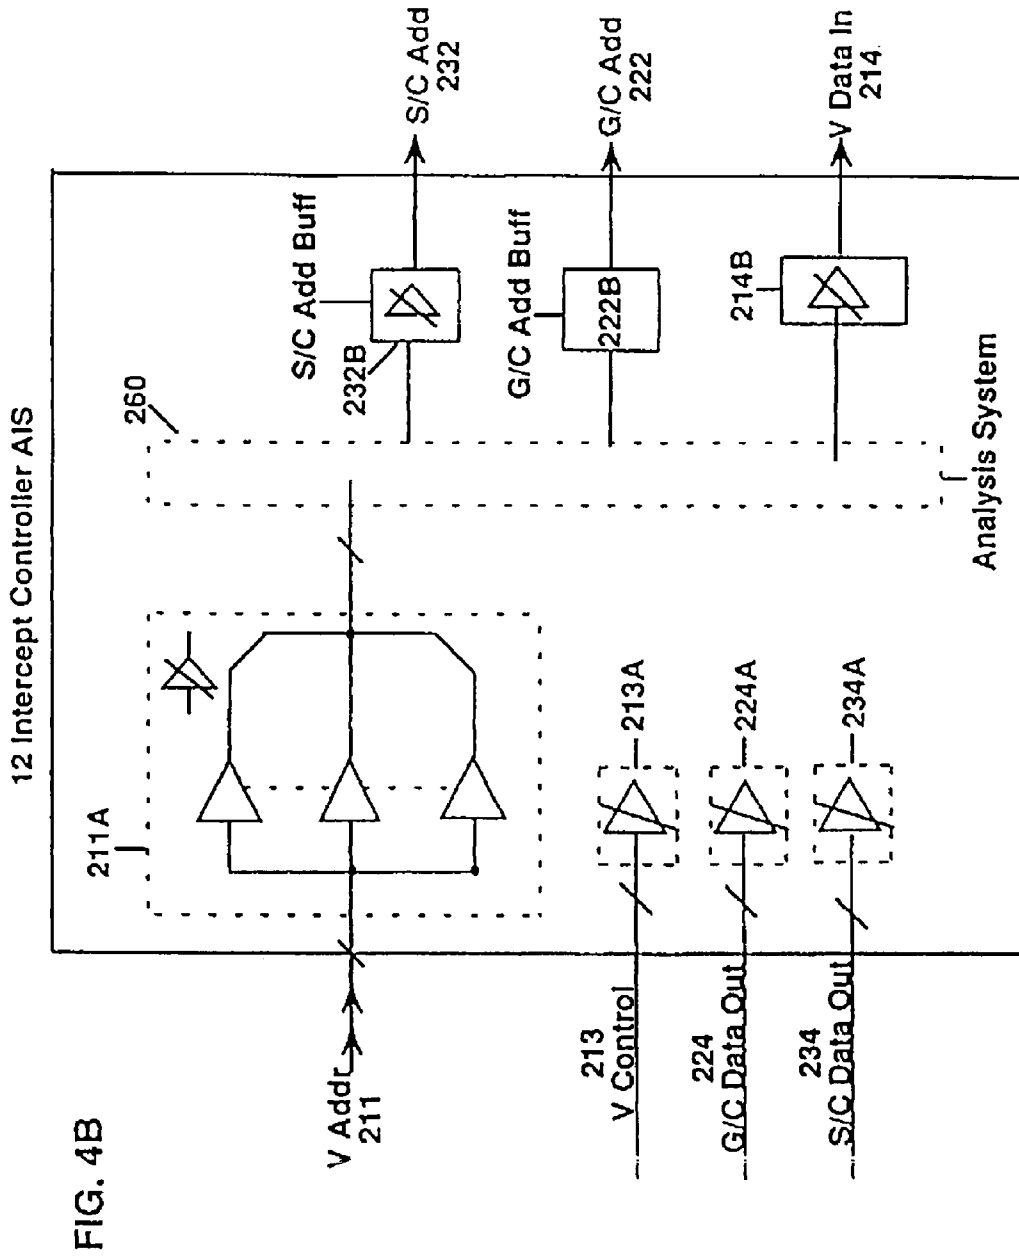 FIG. 4B
12 Intercept Controller AIS
V Addr
211
211A
260
S/C Add Buff
232B
S/C Add
232
G/C Add Buff
222B
G/C Add
222
214B
V Data In
214
Analysis System
213
V Control
213A
224
G/C Data Out
224A
234
S/C Data Out
234A